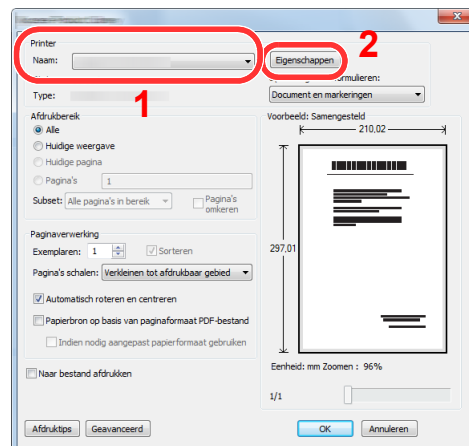 Printer
Naam:
1
Eigenschappen
2
Type:
formulieren:
Document en markeringen
Afdrukbereik
Alle
Huidige weergave
Huidige pagina
Pagina's 1
Subset: Alle pagina's in bereik
Pagina's omkeren
Paginaverwerking
Exemplaren: 1
Sorteren
Pagina's schalen: Verkleinen tot afdrukbaar gebied
Automatisch roteren en centreren
Papierbron op basis van paginaformaat PDF-bestand
Indien nodig aangepast papierformaat gebruiken
Naar bestand afdrukken
Voorbeeld: Samengesteld
210,02
297,01
Eenheid: mm Zoomen : 96%
1/1
Afdruktips
Geavanceerd
OK
Annuleren